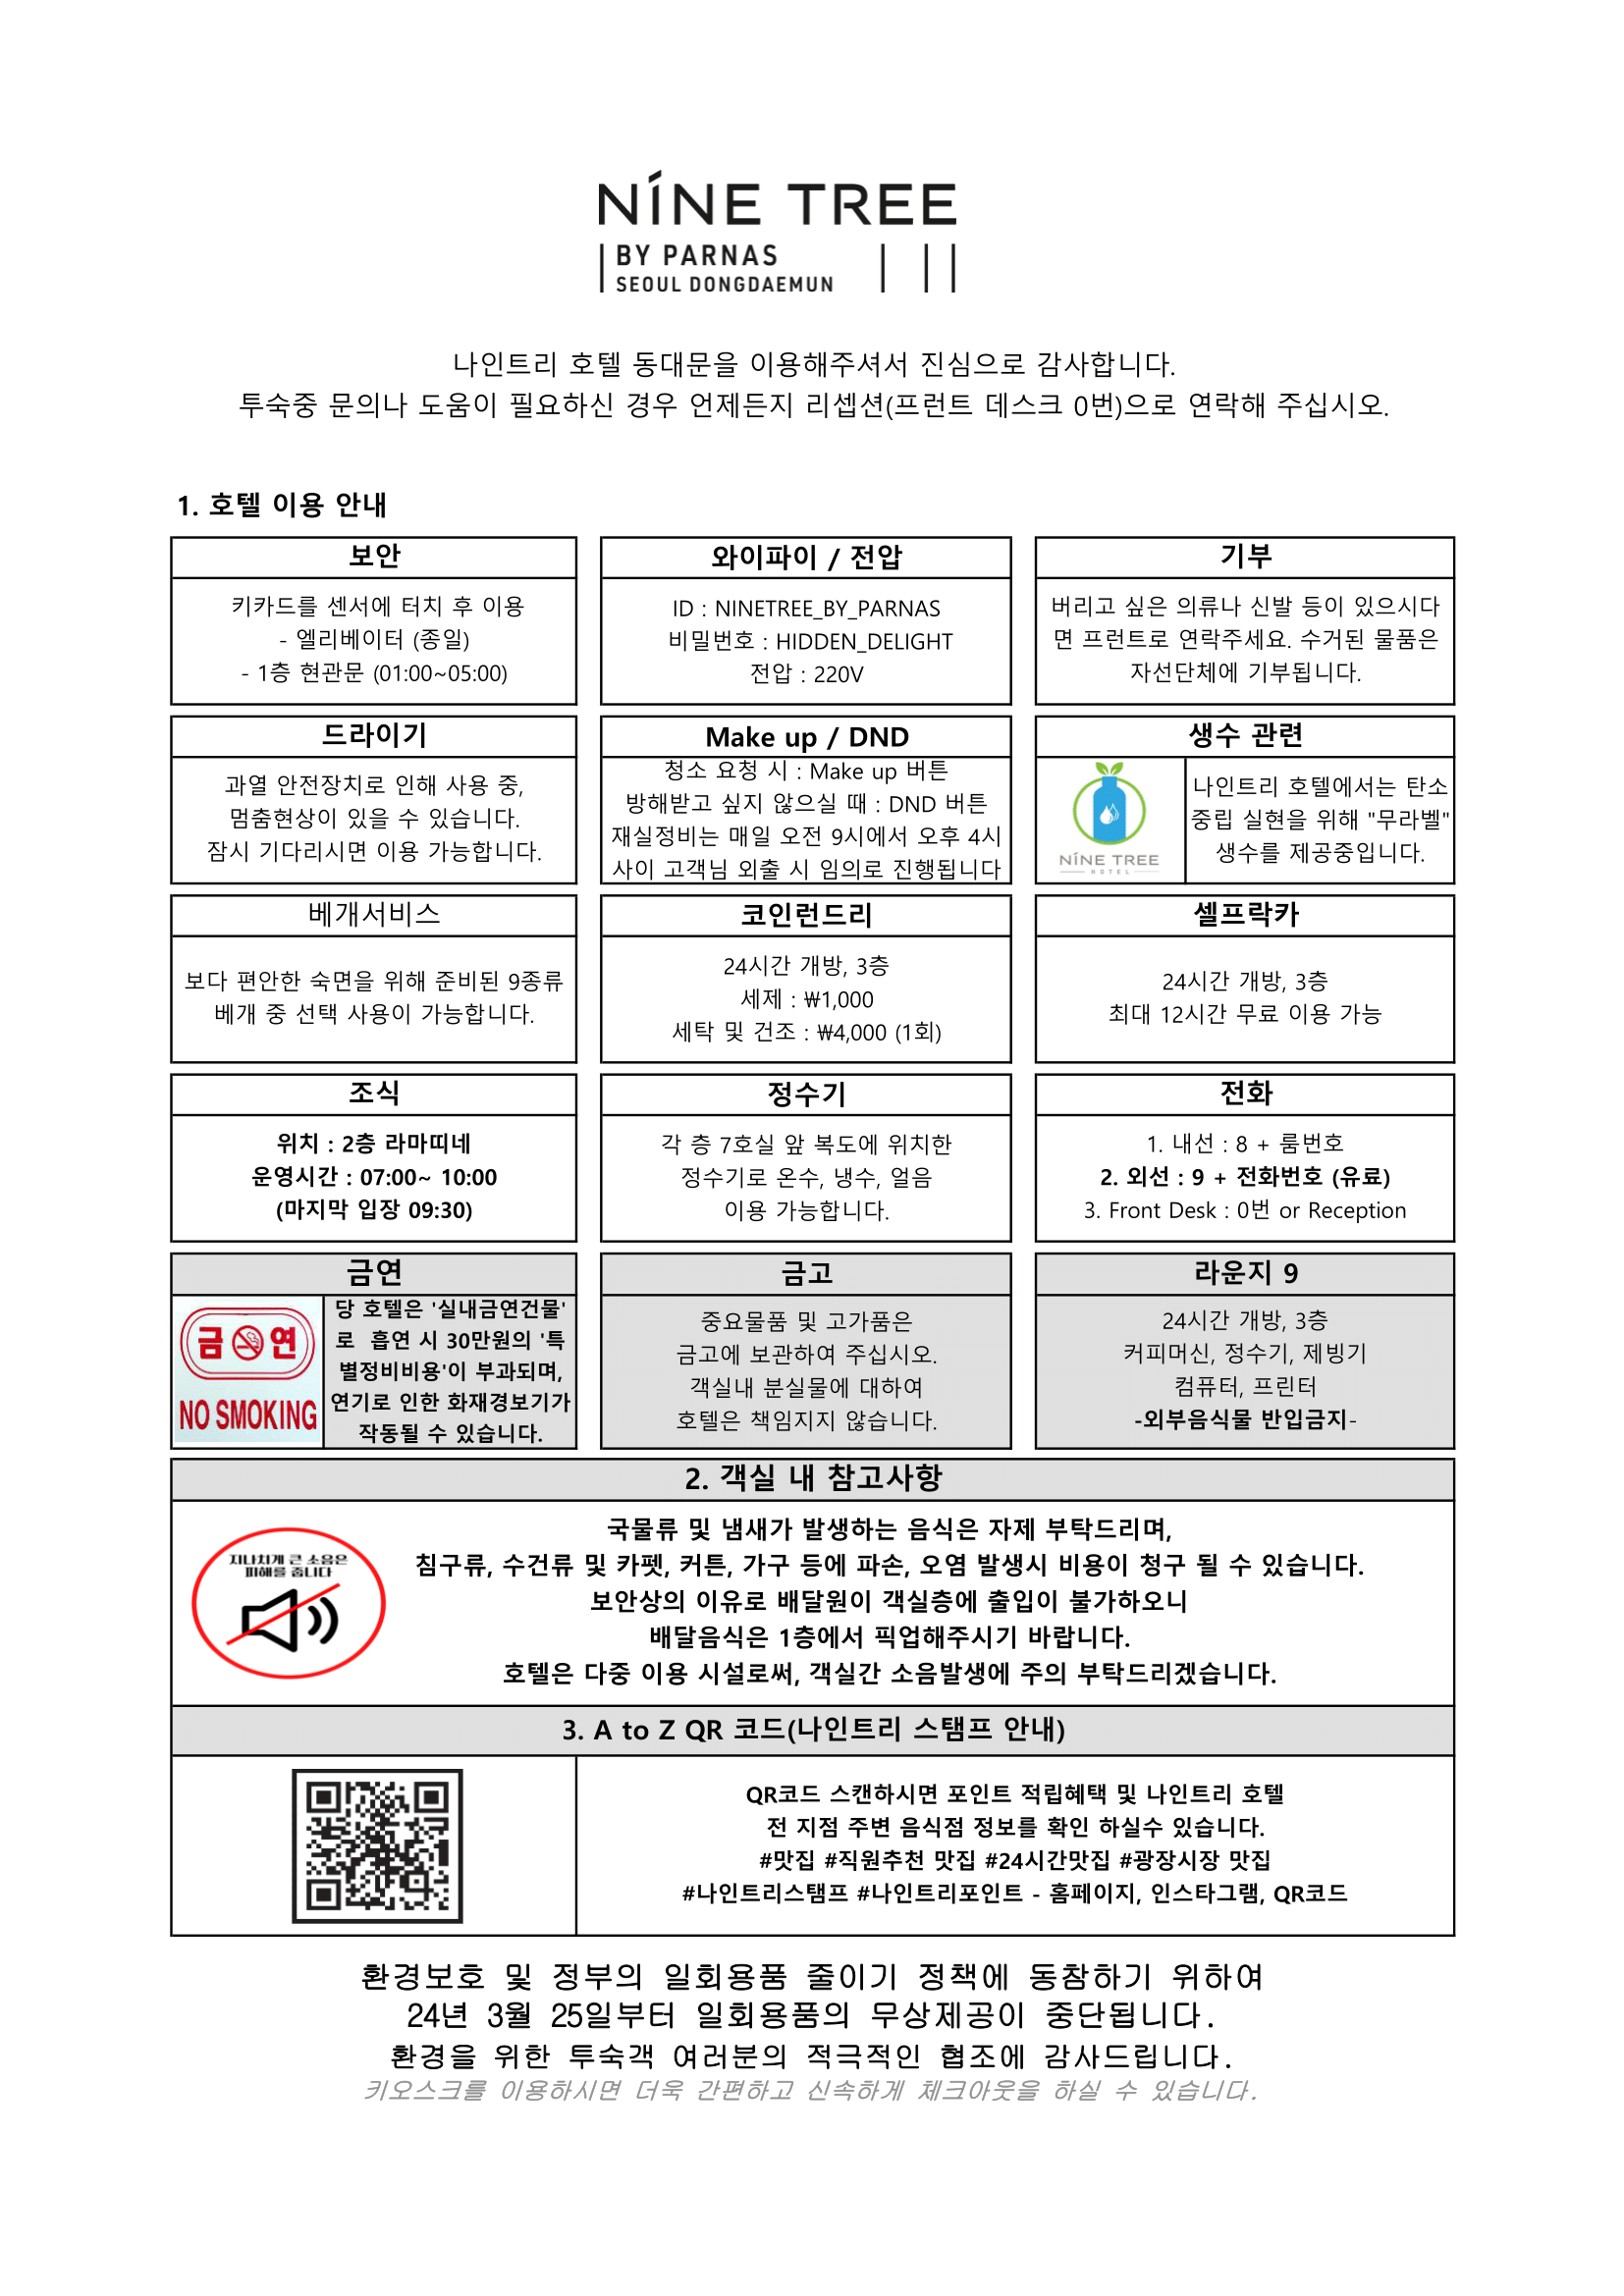 NÍNE TREE
BY PARNAS
SEOUL DONGDAEMUN
나인트리 호텔 동대문을 이용해주셔서 진심으로 감사합니다.
투숙중 문의나 도움이 필요하신 경우 언제든지 리셉션(프런트 데스크 0번)으로 연락해 주십시오.
1. 호텔 이용 안내
보안
키카드를 센서에 터치 후 이용
- 엘리베이터 (종일)
- 1층 현관문 (01:00~05:00)
와이파이 / 전압
ID : NINETREE_BY_PARNAS
비밀번호 : HIDDEN_DELIGHT
전압 : 220V
기부
버리고 싶은 의류나 신발 등이 있으시다
면 프런트로 연락주세요. 수거된 물품은
자선단체에 기부됩니다.
드라이기
과열 안전장치로 인해 사용 중,
멈춤현상이 있을 수 있습니다.
잠시 기다리시면 이용 가능합니다.
Make up / DND
청소 요청 시 : Make up 버튼
방해받고 싶지 않으실 때 : DND 버튼
재실정비는 매일 오전 9시에서 오후 4시
사이 고객님 외출 시 임의로 진행됩니다
생수 관련
NÍNE TREE
HOTEL
나인트리 호텔에서는 탄소
중립 실현을 위해 "무라벨"
생수를 제공중입니다.
베개서비스
보다 편안한 숙면을 위해 준비된 9종류
베개 중 선택 사용이 가능합니다.
코인런드리
24시간 개방, 3층
세제 : ₩1,000
세탁 및 건조 : ₩4,000 (1회)
셀프락카
24시간 개방, 3층
최대 12시간 무료 이용 가능
조식
위치 : 2층 라마띠네
운영시간 : 07:00~ 10:00
(마지막 입장 09:30)
정수기
각 층 7호실 앞 복도에 위치한
정수기로 온수, 냉수, 얼음
이용 가능합니다.
전화
1. 내선 : 8 + 룸번호
2. 외선 : 9 + 전화번호 (유료)
3. Front Desk : 0번 or Reception
금연
금 연
NO SMOKING
당 호텔은 '실내금연건물'
로 흡연 시 30만원의 '특
별정비비용'이 부과되며,
연기로 인한 화재경보기가
작동될 수 있습니다.
금고
중요물품 및 고가품은
금고에 보관하여 주십시오.
객실내 분실물에 대하여
호텔은 책임지지 않습니다.
라운지 9
24시간 개방, 3층
커피머신, 정수기, 제빙기
컴퓨터, 프린터
-외부음식물 반입금지-
2. 객실 내 참고사항
지나치게 큰 소음은
피해를 줍니다
국물류 및 냄새가 발생하는 음식은 자제 부탁드리며,
침구류, 수건류 및 카펫, 커튼, 가구 등에 파손, 오염 발생시 비용이 청구 될 수 있습니다.
보안상의 이유로 배달원이 객실층에 출입이 불가하오니
배달음식은 1층에서 픽업해주시기 바랍니다.
호텔은 다중 이용 시설로써, 객실간 소음발생에 주의 부탁드리겠습니다.
3. A to Z QR 코드(나인트리 스탬프 안내)
QR코드 스캔하시면 포인트 적립혜택 및 나인트리 호텔
전 지점 주변 음식점 정보를 확인 하실수 있습니다.
#맛집 #직원추천 맛집 #24시간맛집 #광장시장 맛집
#나인트리스탬프 #나인트리포인트 - 홈페이지, 인스타그램, QR코드
환경보호 및 정부의 일회용품 줄이기 정책에 동참하기 위하여
24년 3월 25일부터 일회용품의 무상제공이 중단됩니다.
환경을 위한 투숙객 여러분의 적극적인 협조에 감사드립니다.
키오스크를 이용하시면 더욱 간편하고 신속하게 체크아웃을 하실 수 있습니다.